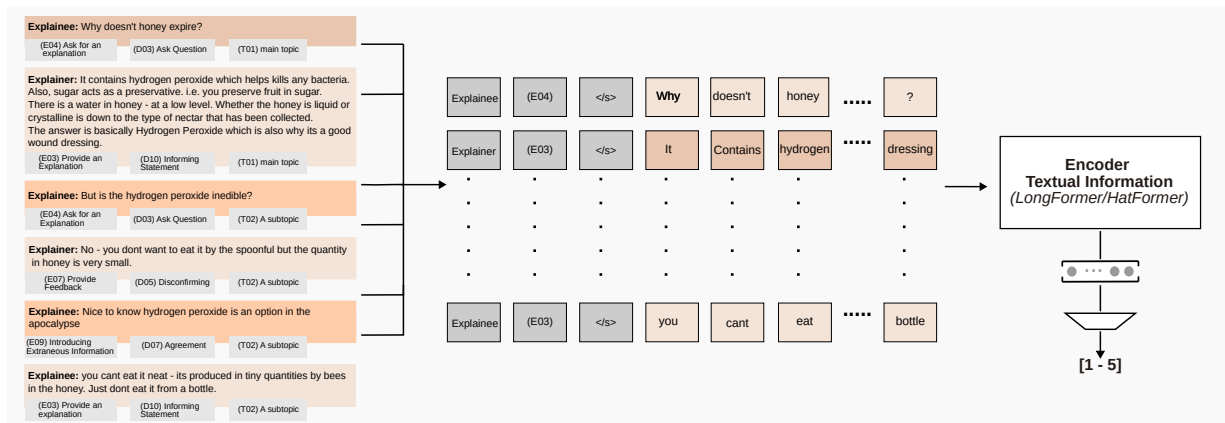 Explainee: Why doesn't honey expire?
(E04) Ask for an
explanation
(D03) Ask Question
(T01) main topic
Explainer: It contains hydrogen peroxide which helps kills any bacteria.
Also, sugar acts as a preservative. i.e. you preserve fruit in sugar.
There is a water in honey - at a low level. Whether the honey is liquid or
crystalline is down to the type of nectar that has been collected.
The answer is basically Hydrogen Peroxide which is also why its a good
wound dressing.
(E03) Provide an
Explanation
(D10) Informing
Statement
(T01) main topic
Explainee: But is the hydrogen peroxide inedible?
(E04) Ask for an
Explanation
(D03) Ask Question
(T02) A subtopic
Explainer: No - you dont want to eat it by the spoonful but the quantity
in honey is very small.
(E07) Provide
Feedback
(D05) Disconfirming
(T02) A subtopic
Explainee: Nice to know hydrogen peroxide is an option in the
apocalypse
(E09) Introducing
Extraneous Information
(D07) Agreement
(T02) A subtopic
Explainee: you cant eat it neat - its produced in tiny quantities by bees
in the honey. Just dont eat it from a bottle.
(E03) Provide an
explanation
(D10) Informing
Statement
(T02) A subtopic
Explainee (E04) </s> Why doesn't honey ..... ?
Explainer (E03) </s> It Contains hydrogen ..... dressing
Explainee (E03) </s> you cant eat ..... bottle
Encoder
Textual Information
(LongFormer/HatFormer)
[1 - 5]